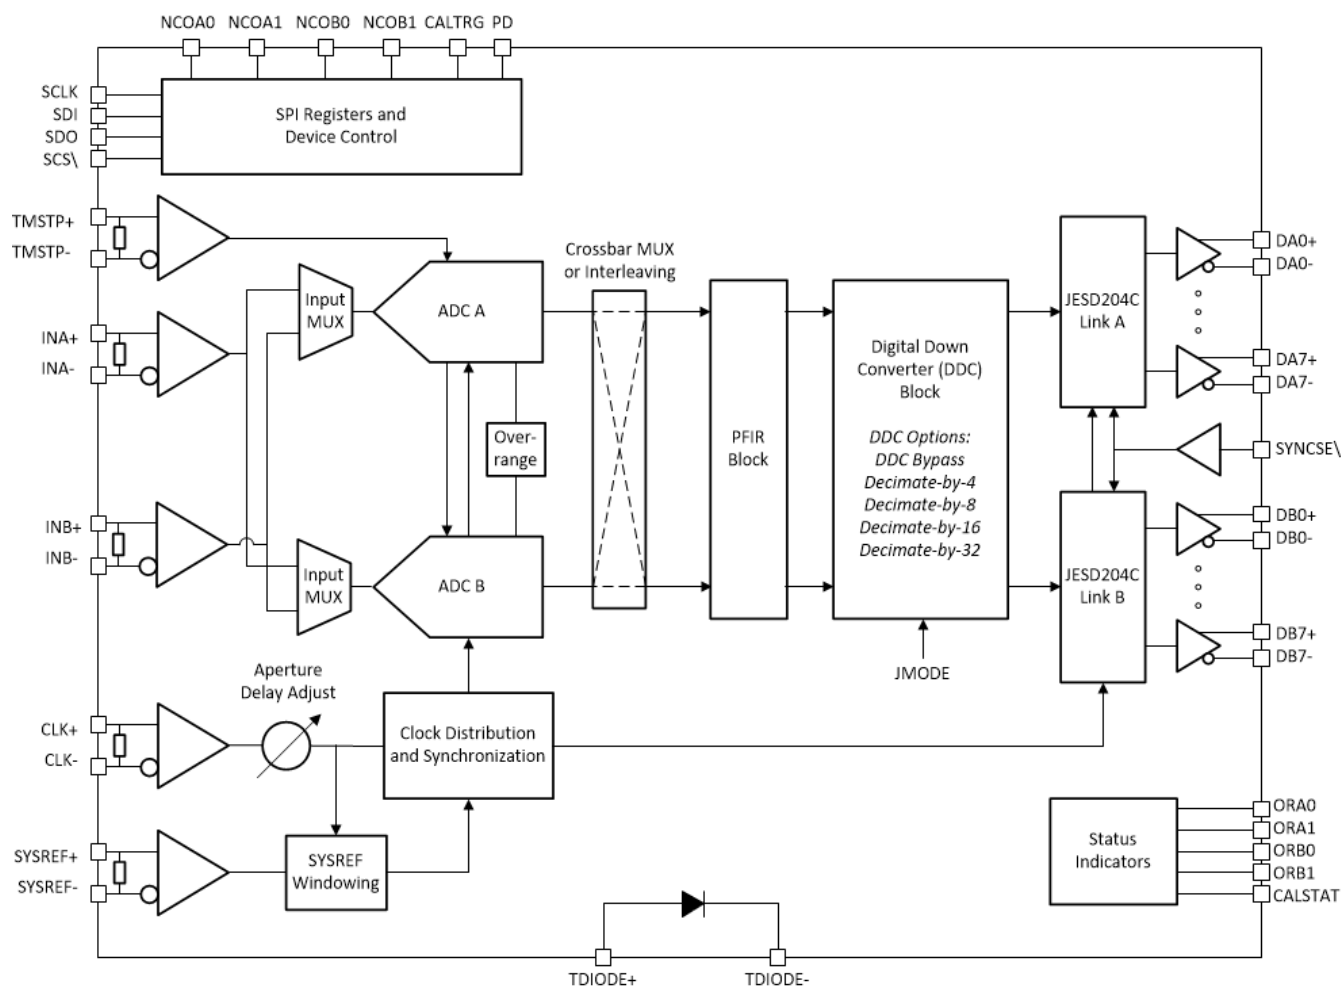 NCOA0 NCOA1 NCOB0 NCOB1 CALTRG PD
SCLK
SDI
SDO
SCS\
SPI Registers and
Device Control
TMSTP+
TMSTP-
INA+
INA-
INB+
INB-
CLK+
CLK-
SYSREF+
SYSREF-
Input
MUX
Input
MUX
ADC A
ADC B
Over-
range
Crossbar MUX
or Interleaving
PFIR
Block
Digital Down
Converter (DDC)
Block
DDC Options:
DDC Bypass
Decimate-by-4
Decimate-by-8
Decimate-by-16
Decimate-by-32
JMODE
Aperture
Delay Adjust
Clock Distribution
and Synchronization
SYSREF
Windowing
JESD204C
Link A
JESD204C
Link B
DA0+
DA0-
DA7+
DA7-
SYNCSE\
DB0+
DB0-
DB7+
DB7-
Status
Indicators
ORA0
ORA1
ORB0
ORB1
CALSTAT
TDIODE+
TDIODE-